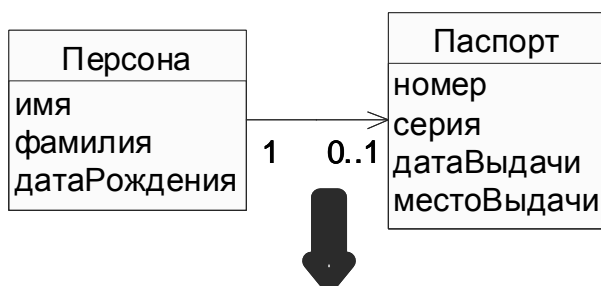 Персона
имя
фамилия
датаРождения
1
0..1
Паспорт
номер
серия
датаВыдачи
местоВыдачи